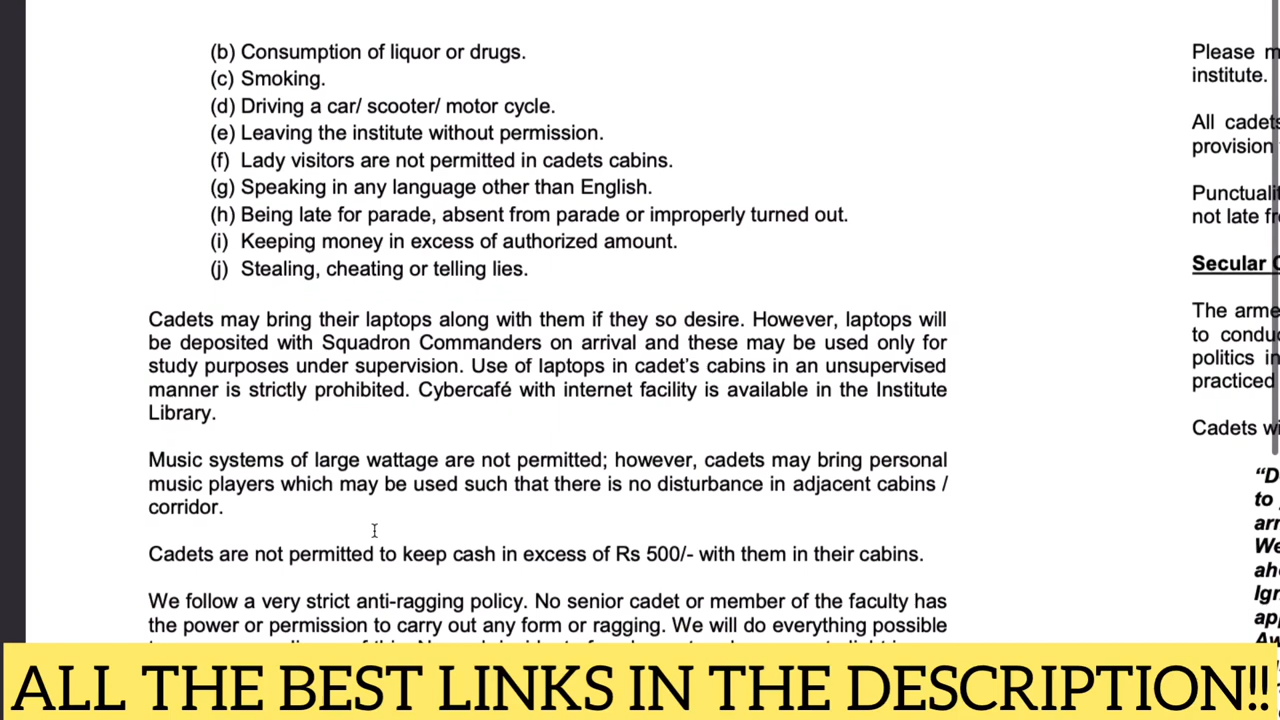 (b) Consumption of liquor or drugs.
(c) Smoking.
(d) Driving a car/ scooter/ motor cycle.
(e) Leaving the institute without permission.
(f) Lady visitors are not permitted in cadets cabins.
(g) Speaking in any language other than English.
(h) Being late for parade, absent from parade or improperly turned out.
(i) Keeping money in excess of authorized amount.
(j) Stealing, cheating or telling lies.
Cadets may bring their laptops along with them if they so desire. However, laptops will
be deposited with Squadron Commanders on arrival and these may be used only for
study purposes under supervision. Use of laptops in cadet's cabins in an unsupervised
manner is strictly prohibited. Cybercafé with internet facility is available in the Institute
Library.
Music systems of large wattage are not permitted; however, cadets may bring personal
music players which may be used such that there is no disturbance in adjacent cabins /
corridor.
Cadets are not permitted to keep cash in excess of Rs 500/- with them in their cabins.
We follow a very strict anti-ragging policy. No senior cadet or member of the faculty has
the power or permission to carry out any form or ragging. We will do everything possible
Please
institute.
All
provision
not late
Secular
The
to
politics
practiced
Cadets
"D
to
We
ALL THE BEST LINKS IN THE DESCRIPTION!!